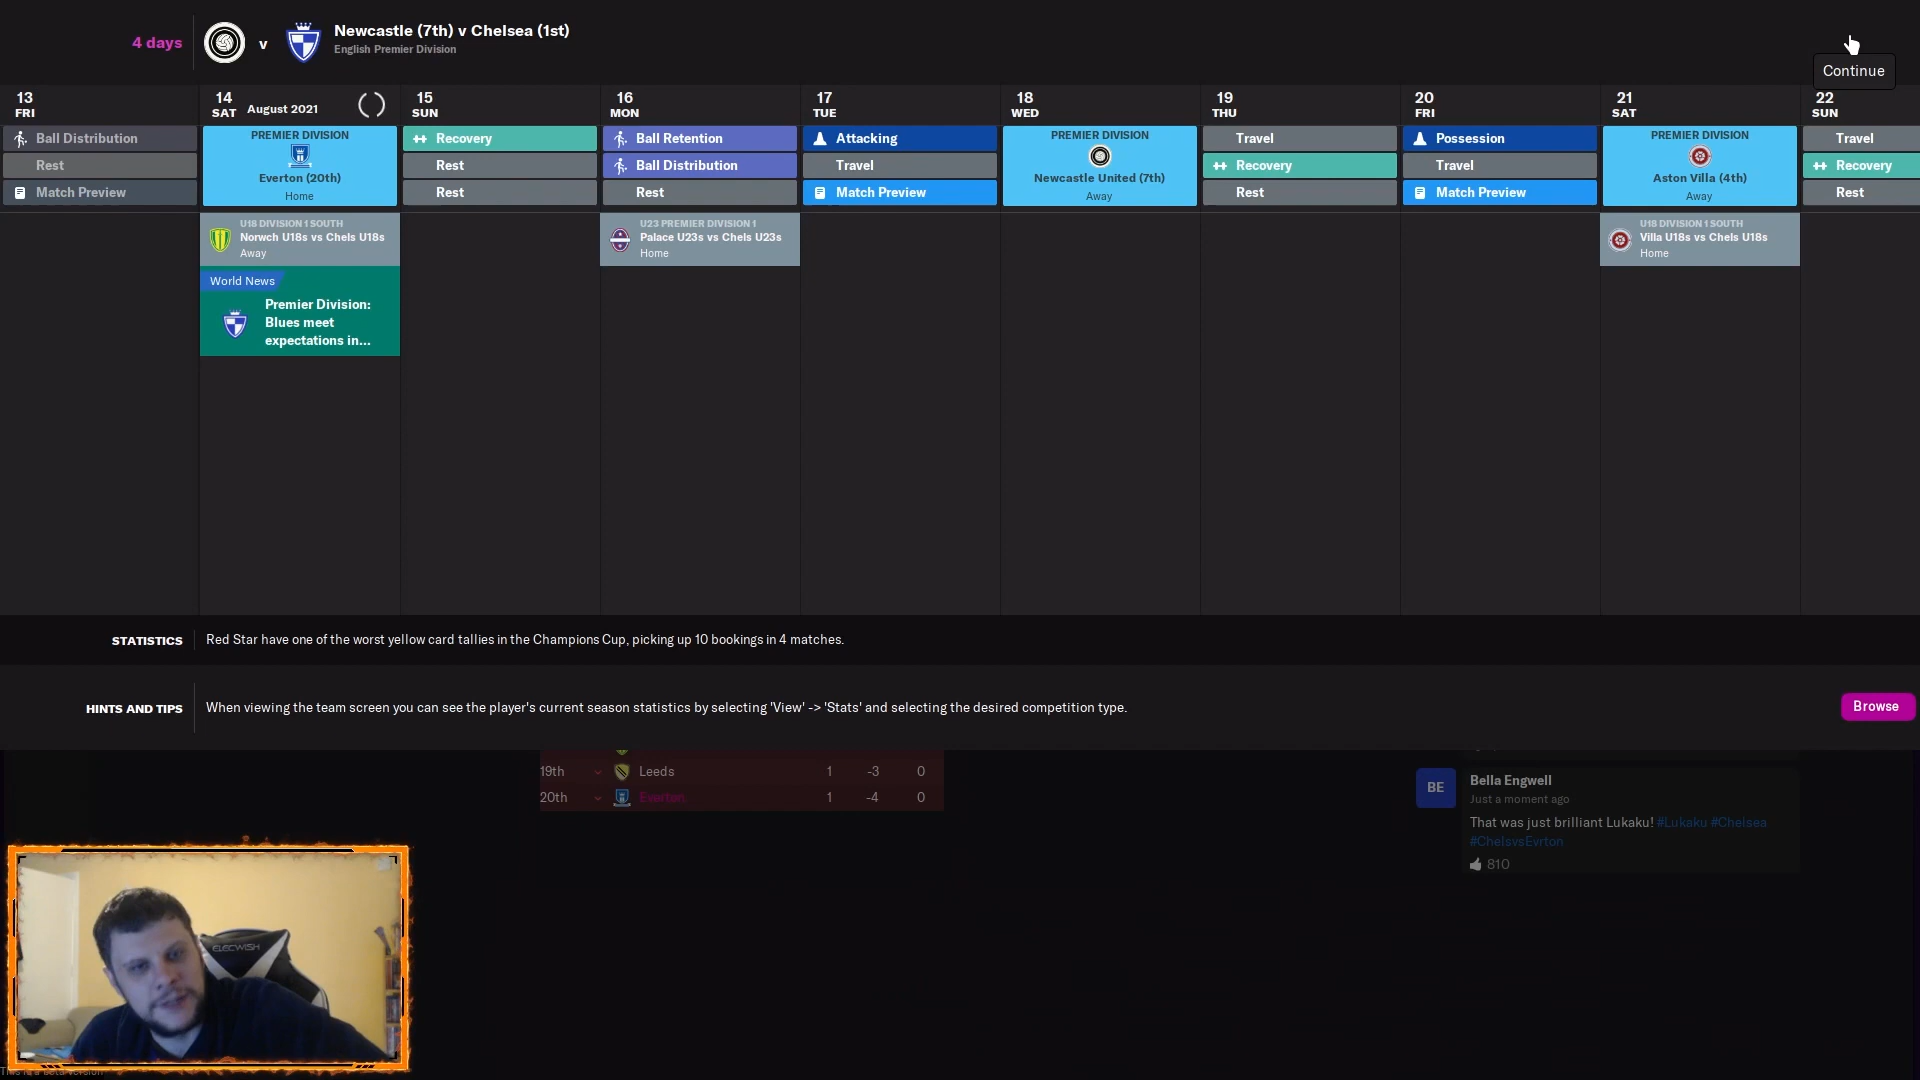 4 days
v
Newcastle (7th) v Chelsea (1st)
English Premier Division
Continue
13
FRI
14
SAT
August 2021
15
SUN
16
MON
17
TUE
18
WED
19
THU
20
FRI
21
SAT
22
SUN
Ball Distribution
Rest
Match Preview
PREMIER DIVISION
Everton (20th)
Home
Recovery
Rest
Rest
Ball Retention
Ball Distribution
Rest
Attacking
Travel
Match Preview
PREMIER DIVISION
Newcastle United (7th)
Away
Travel
Recovery
Rest
Possession
Travel
Match Preview
PREMIER DIVISION
Aston Villa (4th)
Away
Travel
Recovery
Rest
U18 DIVISION 1 SOUTH
Norwch U18s vs Chels U18s
Away
World News
Premier Division:
Blues meet
expectations in...
U23 PREMIER DIVISION 1
Palace U23s vs Chels U23s
Home
U18 DIVISION 1 SOUTH
Villa U18s vs Chels U18s
Home
STATISTICS
Red Star have one of the worst yellow card tallies in the Champions Cup, picking up 10 bookings in 4 matches.
HINTS AND TIPS
When viewing the team screen you can see the player's current season statistics by selecting 'View' -> 'Stats' and selecting the desired competition type.
Browse
19th Leeds 1 -3 0
20th Everton 1 -4 0
BE
Bella Engwell
Just a moment ago
That was just brilliant Lukaku! #Lukaku #Chelsea
#ChelsvsEvrton
810
ELECWISH